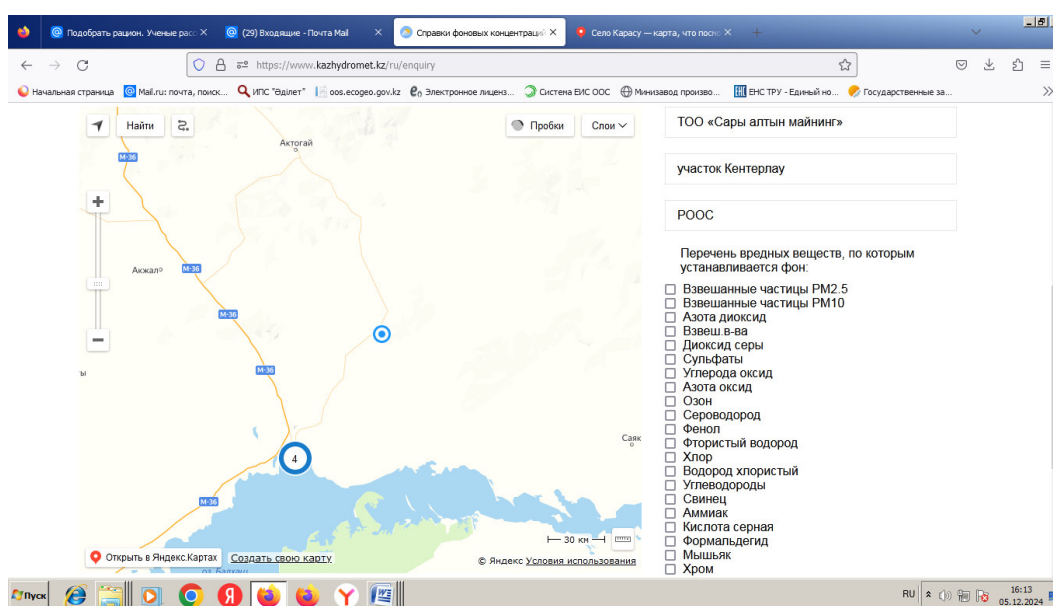 Подобрать рацион. Ученые расс
(29) Входящие - Почта Mail
Справки фоновых концентраци
Село Карасу — карта, что посмо
https://www.kazhydromet.kz/ru/enquiry
Начальная страница
Mail.ru: почта, поиск...
ИПС "Әділет"
oos.ecogeo.gov.kz
Электронное лиценз...
Система ЕИС ООС
Минизавод произво...
ЕНС ТРУ - Единый но...
Государственные за...
Найти
Пробки
Слои
Актогай
М-36
Акжал
М-36
М-36
М-36
Саяк
4
М-36
30 км
Открыть в Яндекс.Картах
Создать свою карту
© Яндекс Условия использования
оз. Балхаш
ТОО «Сары алтын майнинг»
участок Кентерлау
РООС
Перечень вредных веществ, по которым
устанавливается фон:
Взвешанные частицы PM2.5
Взвешанные частицы PM10
Азота диоксид
Взвеш.в-ва
Диоксид серы
Сульфаты
Углерода оксид
Азота оксид
Озон
Сероводород
Фенол
Фтористый водород
Хлор
Водород хлористый
Углеводороды
Свинец
Аммиак
Кислота серная
Формальдегид
Мышьяк
Хром
Пуск
RU
16:13
05.12.2024